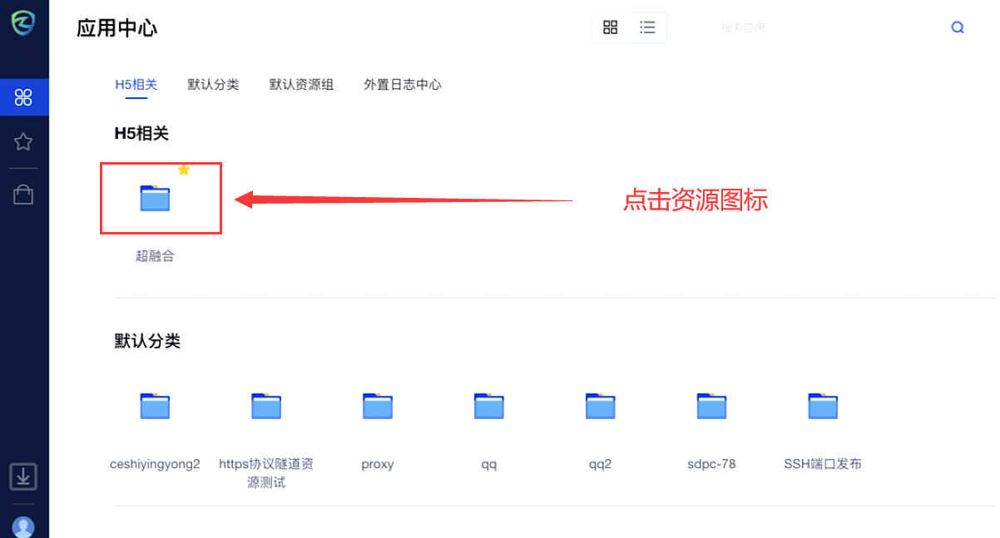 应用中心
搜索应用
H5相关 默认分类 默认资源组 外置日志中心
H5相关
点击资源图标
超融合
默认分类
ceshiyingyong2 https协议隧道资 proxy qq qq2 sdpc-78 SSH端口发布
源测试